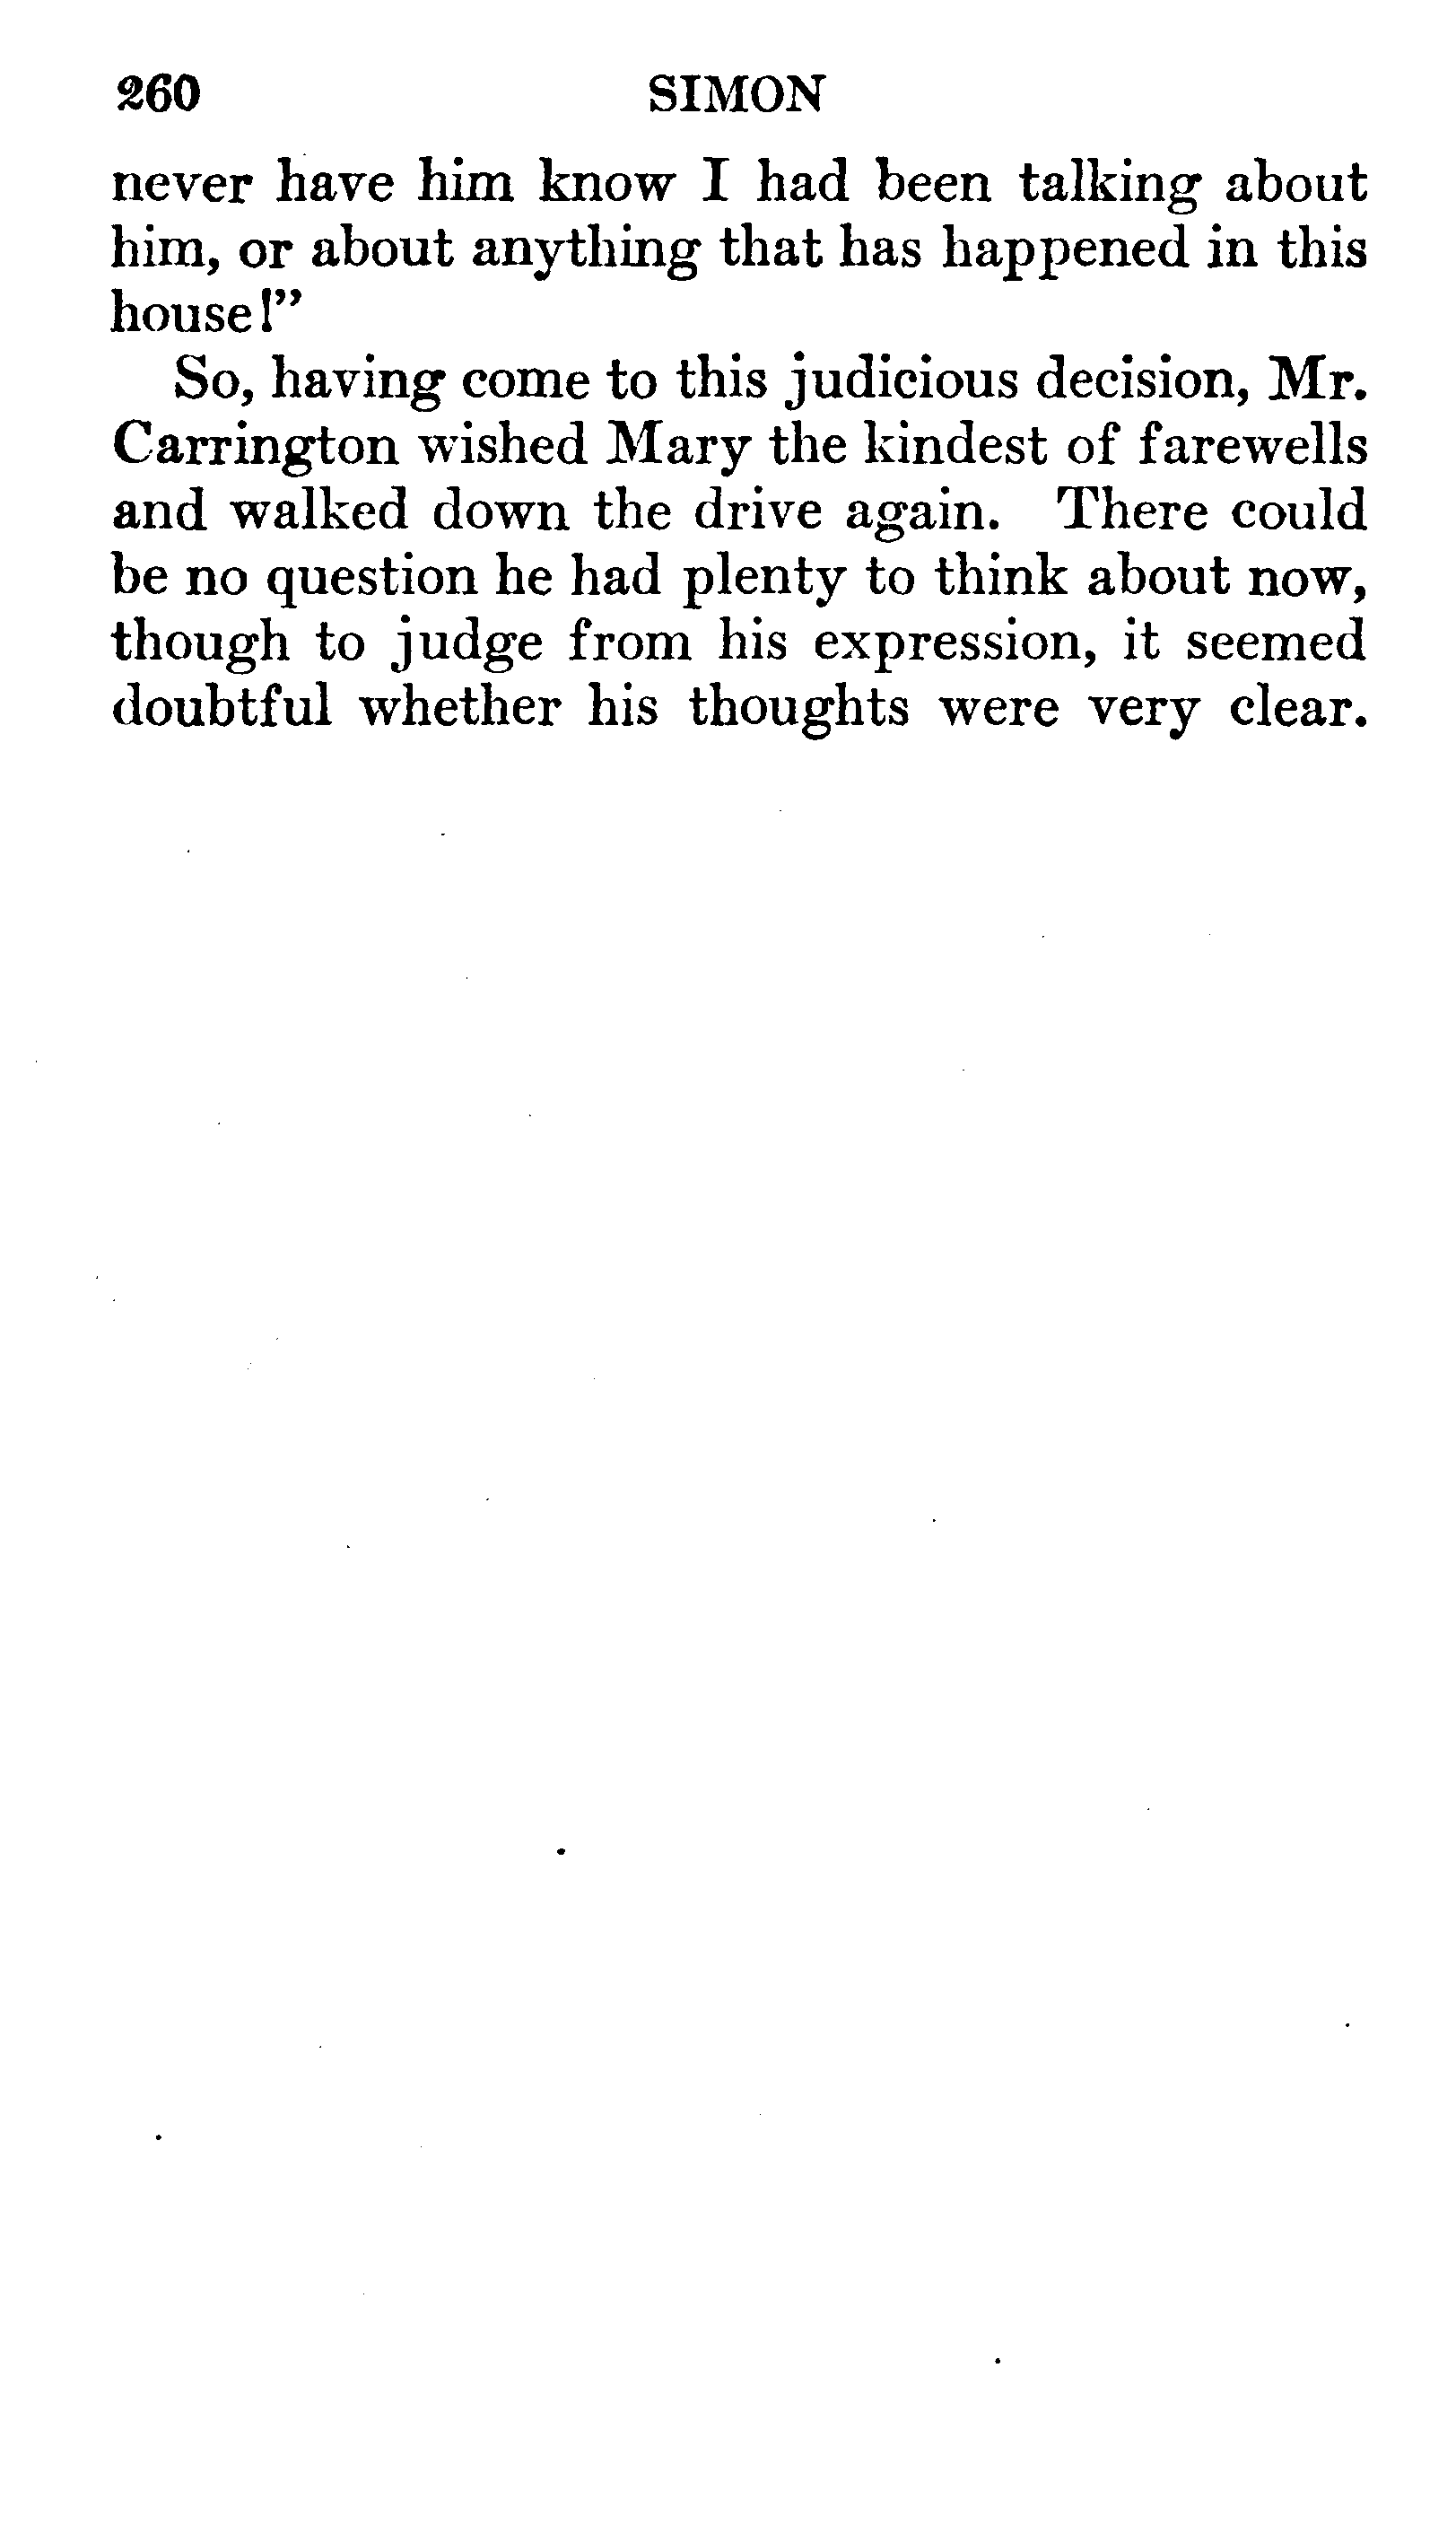 260 SIMON
never have him know I had been talking about
him, or about anything that has happened in this
house!”
So, having come to this judicious decision, Mr.
Carrington wished Mary the kindest of farewells
and walked down the drive again. There could
be no question he had plenty to think about now,
though to judge from his expression, it seemed
doubtful whether his thoughts were very clear.